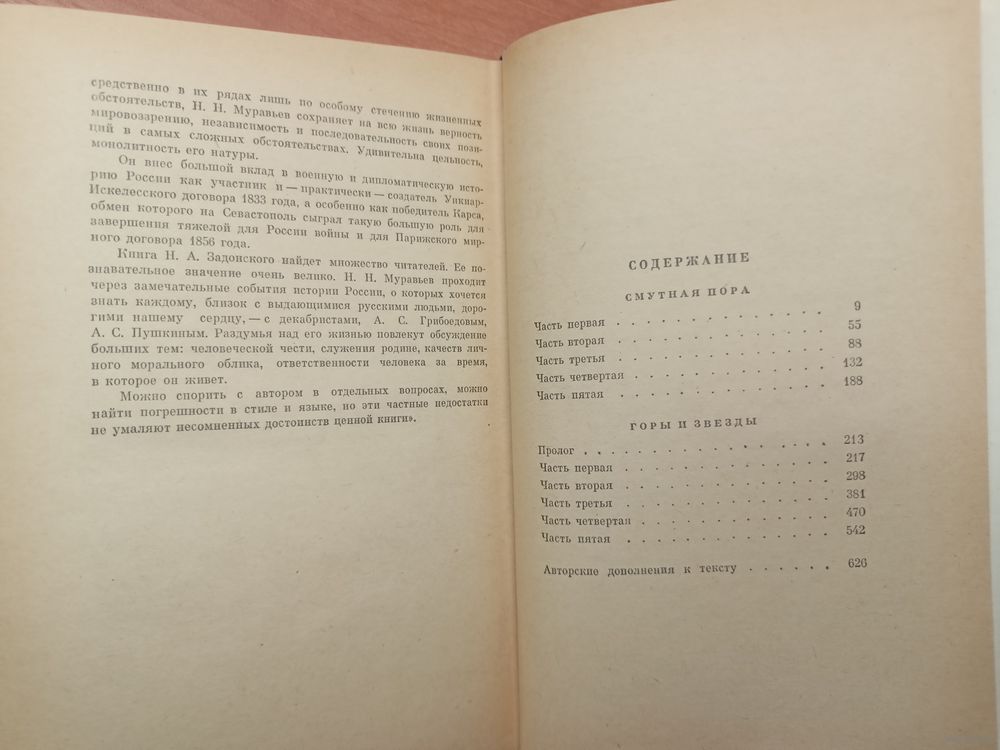 средственно в их рядах лишь по особому стечению жизненных
обстоятельств, Н. Н. Муравьев сохраняет на всю жизнь верность
мировоззрению, независимость и последовательность своих пози-
ций в самых сложных обстоятельствах. Удивительна цельность,
монолитность его натуры.
Он внес большой вклад в военную и дипломатическую исто-
рию России как участник и — практически — создатель Ункиар-
Искелесского договора 1833 года, а особенно как победитель Карса,
обмен которого на Севастополь сыграл такую большую роль для
завершения тяжелой для России войны и для Парижского мир-
ного договора 1856 года.
Книга Н. А. Задонского найдет множество читателей. Ее по-
знавательное значение очень велико. Н. Н. Муравьев проходит
через замечательные события истории России, о которых хочется
знать каждому, близок с выдающимися русскими людьми, доро-
гими нашему сердцу, — с декабристами, А. С. Грибоедовым,
А. С. Пушкиным. Раздумья над его жизнью повлекут обсуждение
больших тем: человеческой чести, служения родине, качеств лич-
ного морального облика, ответственности человека за время,
в которое он живет.
Можно спорить с автором в отдельных вопросах, можно
найти погрешности в стиле и языке, но эти частные недостатки
не умаляют несомненных достоинств ценной книги».
СОДЕРЖАНИЕ
СМУТНАЯ ПОРА
Часть первая . . . . . . . . . . . . . 9
Часть вторая . . . . . . . . . . . . . 55
Часть третья . . . . . . . . . . . . . 88
Часть четвертая . . . . . . . . . . . . 132
Часть пятая . . . . . . . . . . . . . 188
ГОРЫ И ЗВЕЗДЫ
Пролог . . . . . . . . . . . . . . . 213
Часть первая . . . . . . . . . . . . . 217
Часть вторая . . . . . . . . . . . . . 298
Часть третья . . . . . . . . . . . . . 381
Часть четвертая . . . . . . . . . . . . 470
Часть пятая . . . . . . . . . . . . . 542
Авторские дополнения к тексту . . . . . . 626